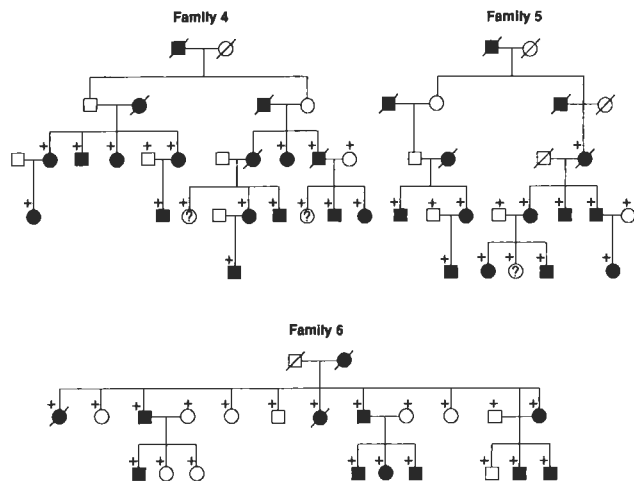 Family 4
Family 5
+ + + + + + + + + + +
+ + + + + + + + + + + + +
+ + + + +
? ?
?
Family 6
+ + + + + + + + + + + +
+ + + + + + + + +